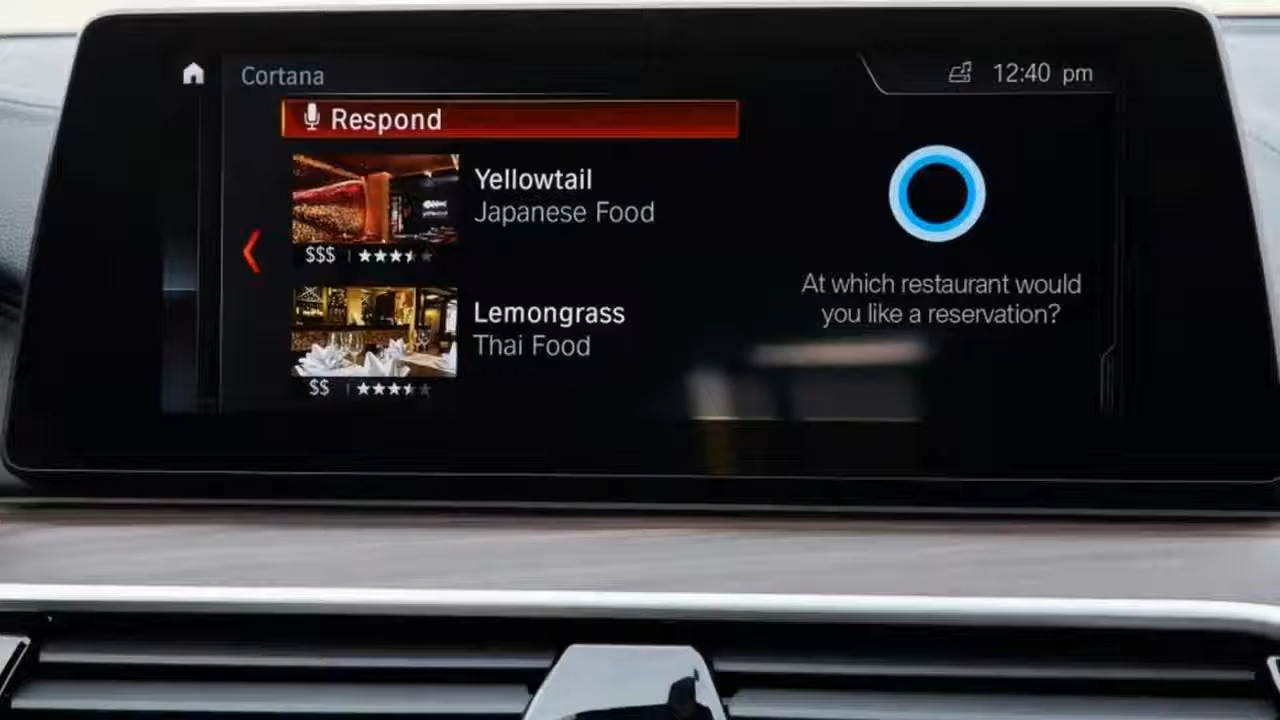 Cortana
12:40 pm
Respond
Yellowtail
Japanese Food
$$$
Lemongrass
Thai Food
$$
At which restaurant would
you like a reservation?